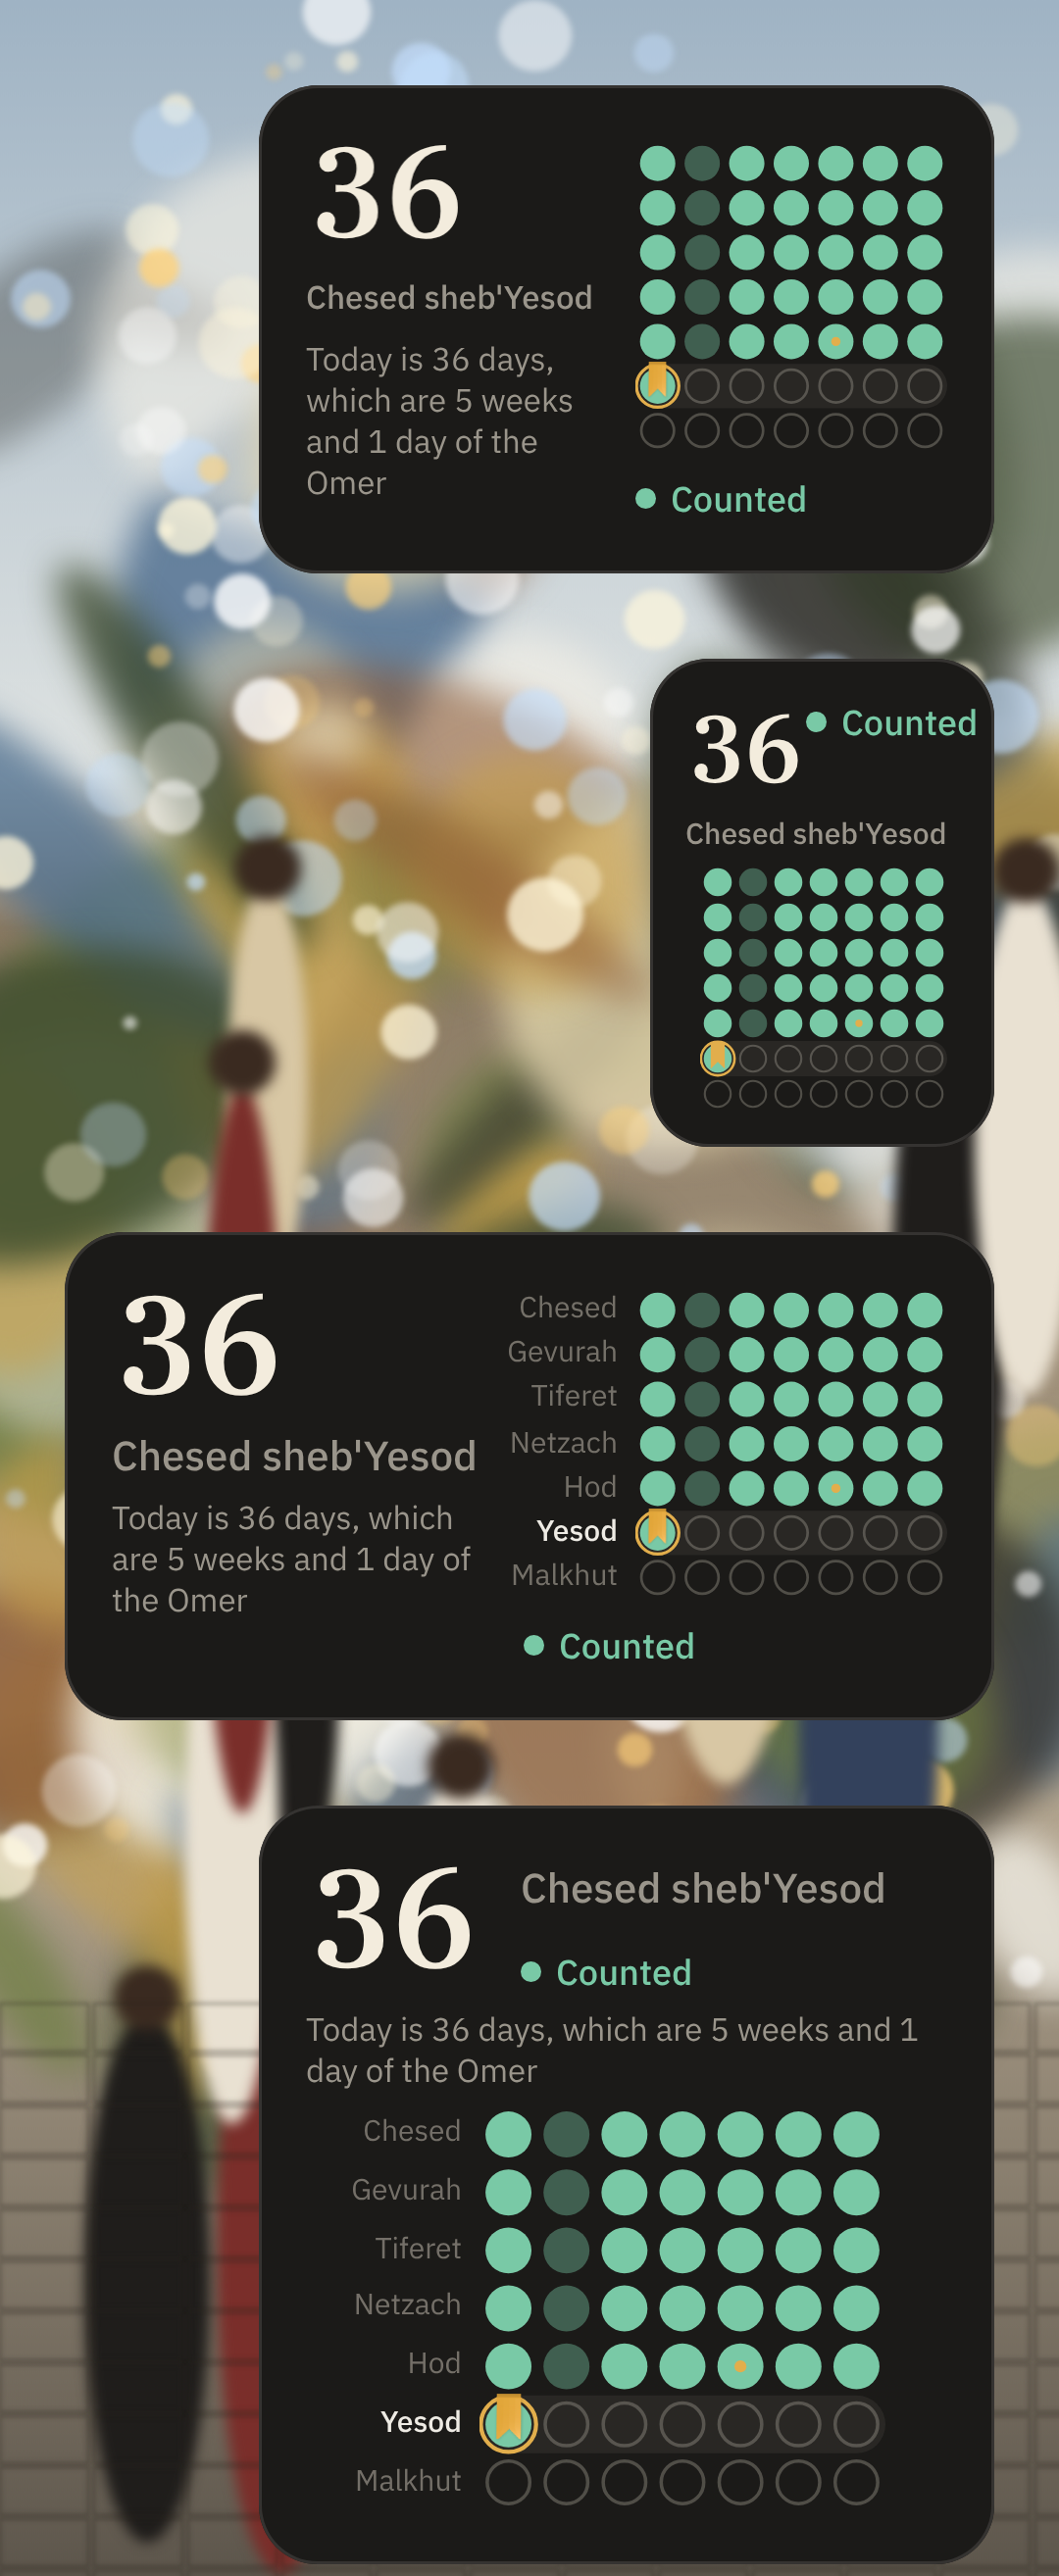 36
Chesed sheb'Yesod
Today is 36 days,
which are 5 weeks
and 1 day of the
Omer
Counted
36
Counted
Chesed sheb'Yesod
36
Chesed sheb'Yesod
Today is 36 days, which
are 5 weeks and 1 day of
the Omer
Chesed
Gevurah
Tiferet
Netzach
Hod
Yesod
Malkhut
Counted
36
Chesed sheb'Yesod
Counted
Today is 36 days, which are 5 weeks and 1
day of the Omer
Chesed
Gevurah
Tiferet
Netzach
Hod
Yesod
Malkhut